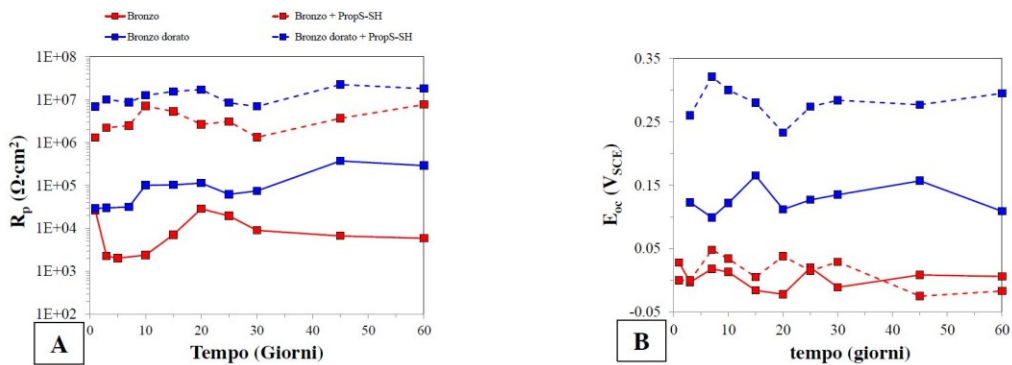 Bronzo
Bronzo + PropS-SH
Bronzo dorato
Bronzo dorato + PropS-SH
1E+08
1E+07
1E+06
1E+05
1E+04
1E+03
1E+02
Rp (Ω·cm²)
0 10 20 30 40 50 60
Tempo (Giorni)
A
0.35
0.25
0.15
0.05
-0.05
Eoc (VSCE)
0 10 20 30 40 50 60
tempo (giorni)
B